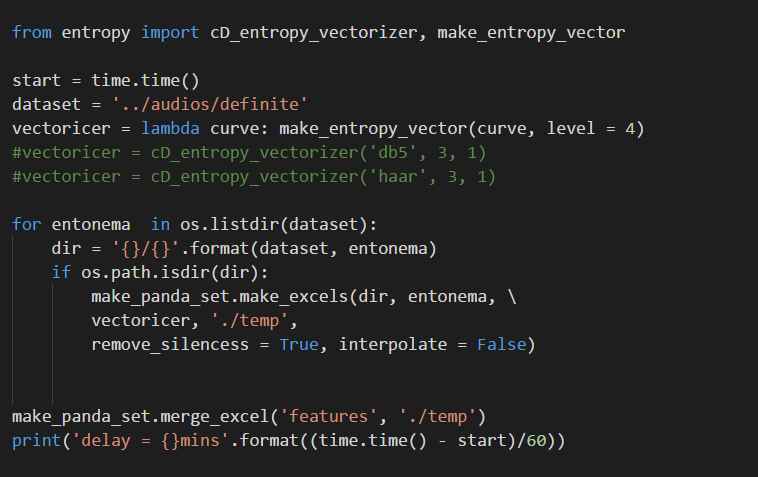 from entropy import cD_entropy_vectorizer, make_entropy_vector
start = time.time()
dataset = '../audios/definite'
vectoricer = lambda curve: make_entropy_vector(curve, level = 4)
#vectoricer = cD_entropy_vectorizer('db5', 3, 1)
#vectoricer = cD_entropy_vectorizer('haar', 3, 1)
for entonema  in os.listdir(dataset):
    dir = '{}/{}'.format(dataset, entonema)
    if os.path.isdir(dir):
        make_panda_set.make_excels(dir, entonema, \
        vectoricer, './temp',
        remove_silencess = True, interpolate = False)
make_panda_set.merge_excel('features', './temp')
print('delay = {}mins'.format((time.time() - start)/60))